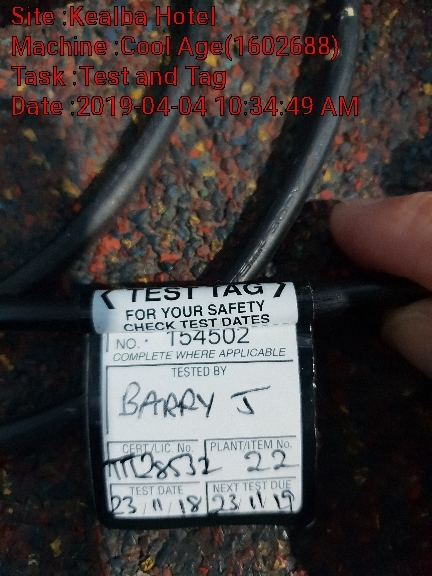 Site :Kealba Hotel
Machine :Cool Age(1602688)
Task :Test and Tag
Date :2019-04-04 10:34:49 AM
TEST TAG
FOR YOUR SAFETY
CHECK TEST DATES
NO. 154502
COMPLETE WHERE APPLICABLE
TESTED BY
BARRY J
CERT/LIC. No. PLANT/ITEM No.
22
TEST DATE NEXT TEST DUE
23/11/18 23/11/19